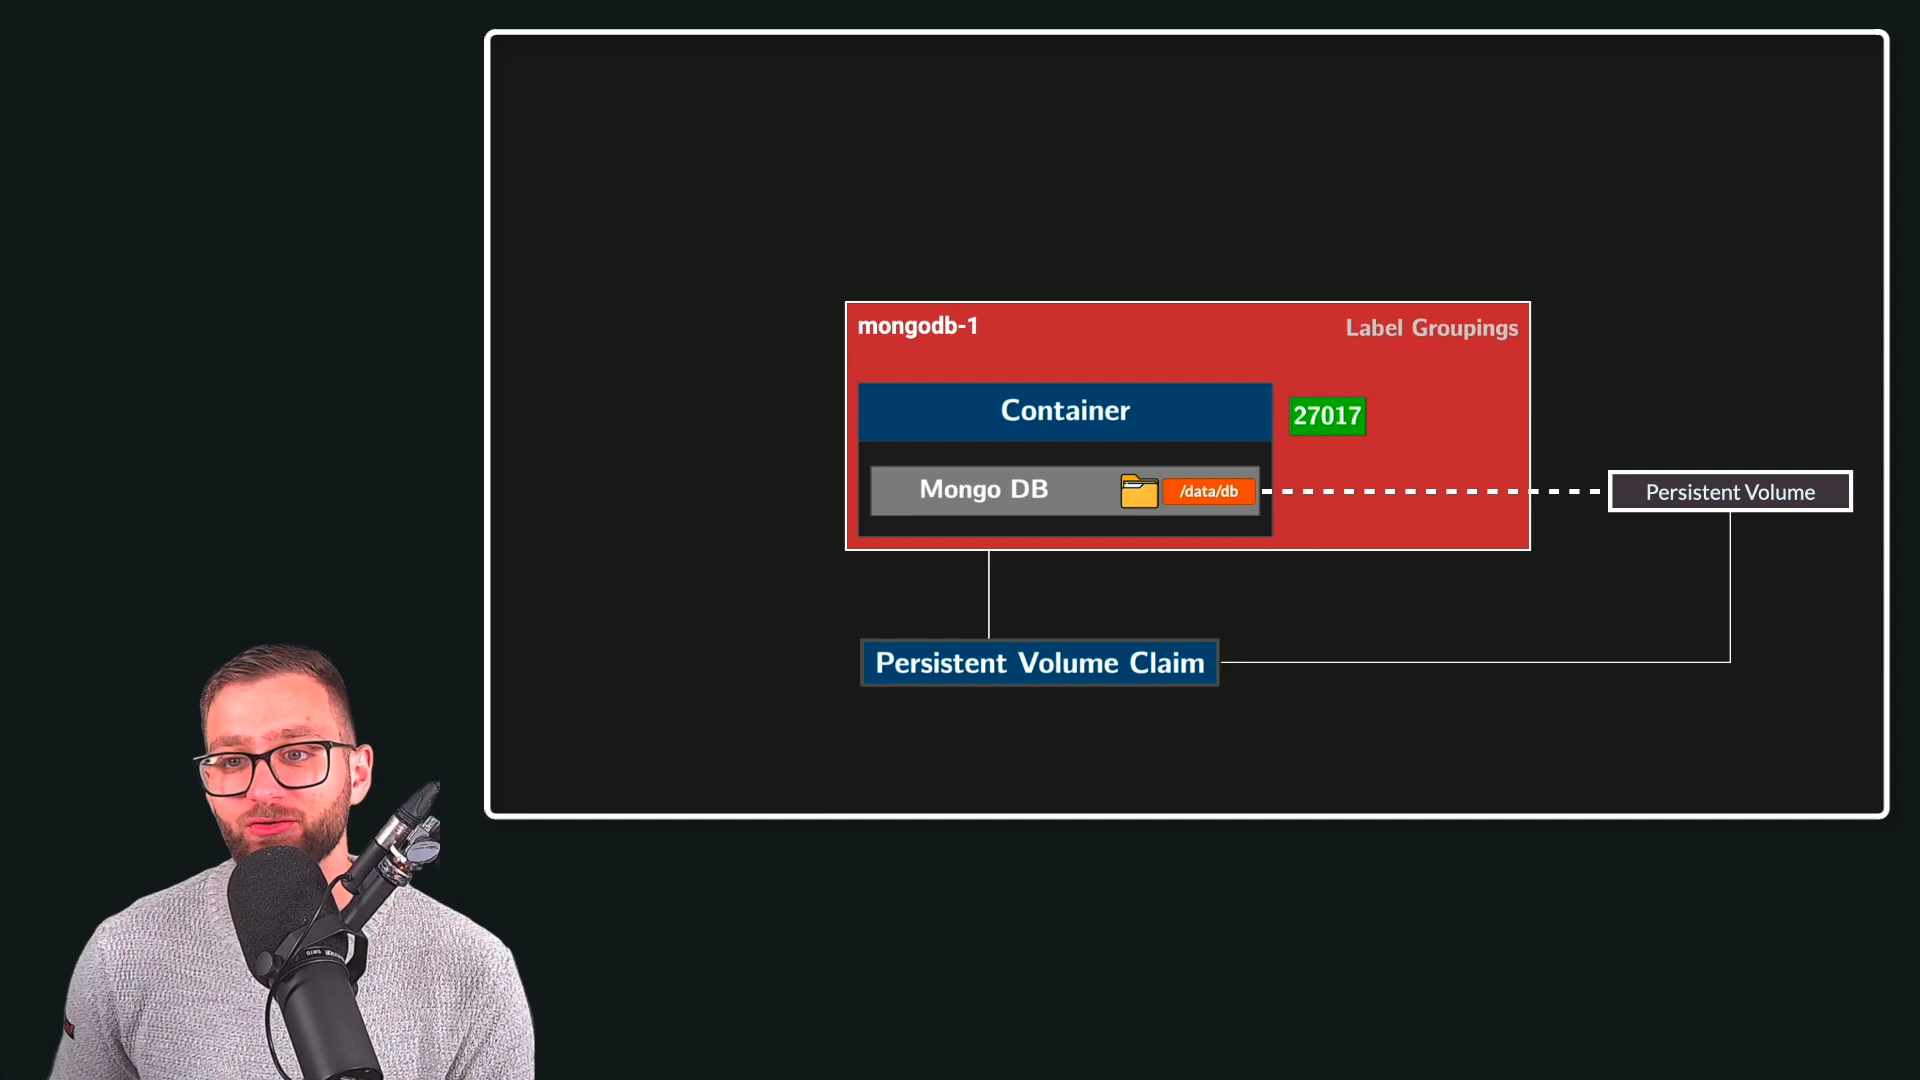 mongodb-1
Label Groupings
Container
27017
Mongo DB
/data/db
Persistent Volume
Persistent Volume Claim